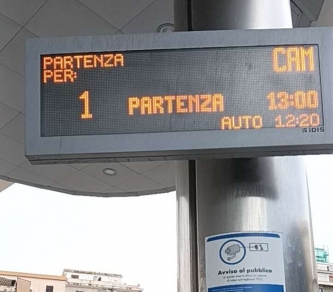 PARTENZA CAM
PER:
1 PARTENZA 13:00
AUTO 12:20
Avviso al pubblico